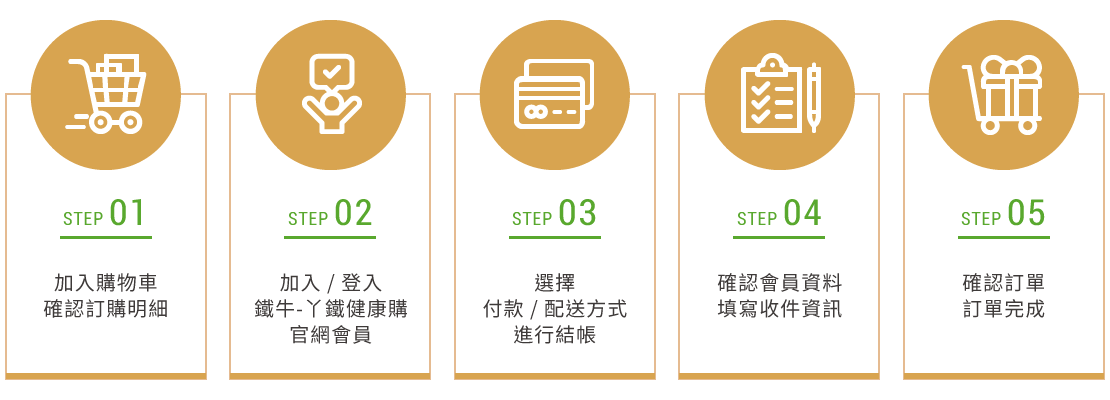 STEP 01
加入購物車
確認訂購明細
STEP 02
加入 / 登入
鐵牛-丫鐵健康購
官網會員
STEP 03
選擇
付款 / 配送方式
進行結帳
STEP 04
確認會員資料
填寫收件資訊
STEP 05
確認訂單
訂單完成